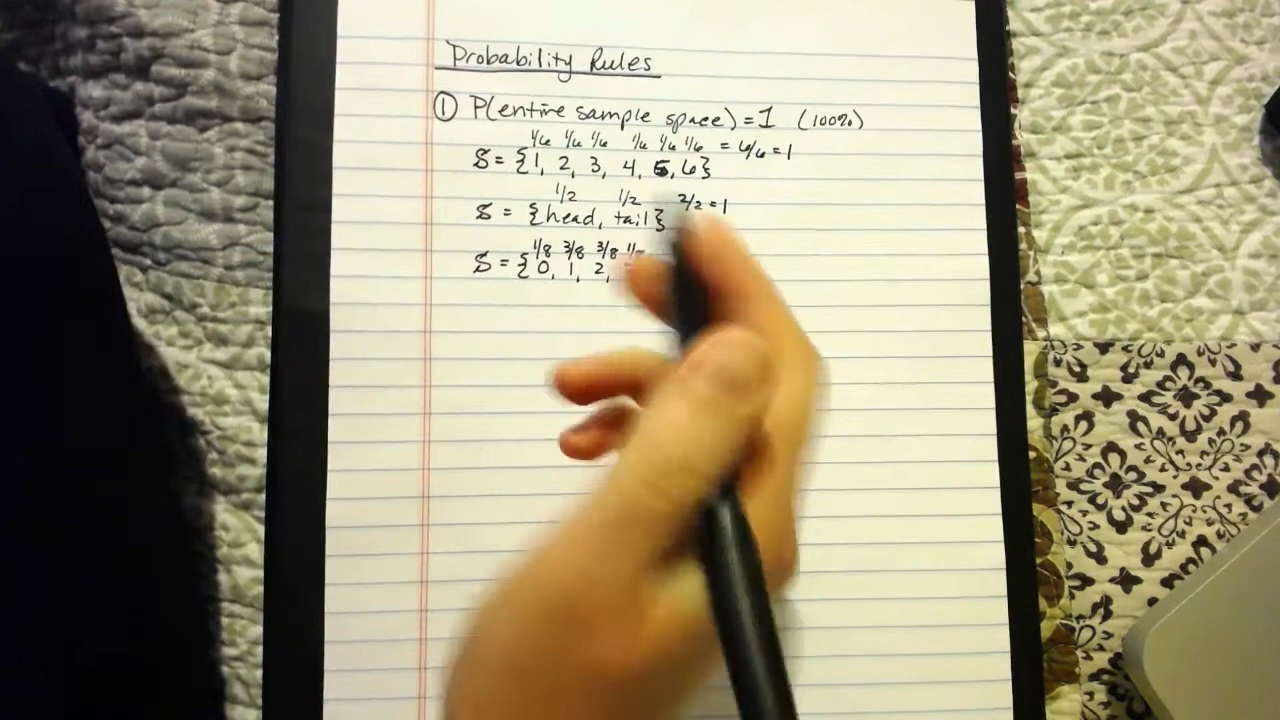 Probability Rules
① P(entire sample space) = 1 (100%)
1/6 1/6 1/6 1/6 1/6 1/6 = 6/6 = 1
S = {1, 2, 3, 4, 5, 6}
1/2 1/2 2/2 = 1
S = {head, tail}
1/8 3/8 3/8
S = {0, 1, 2,